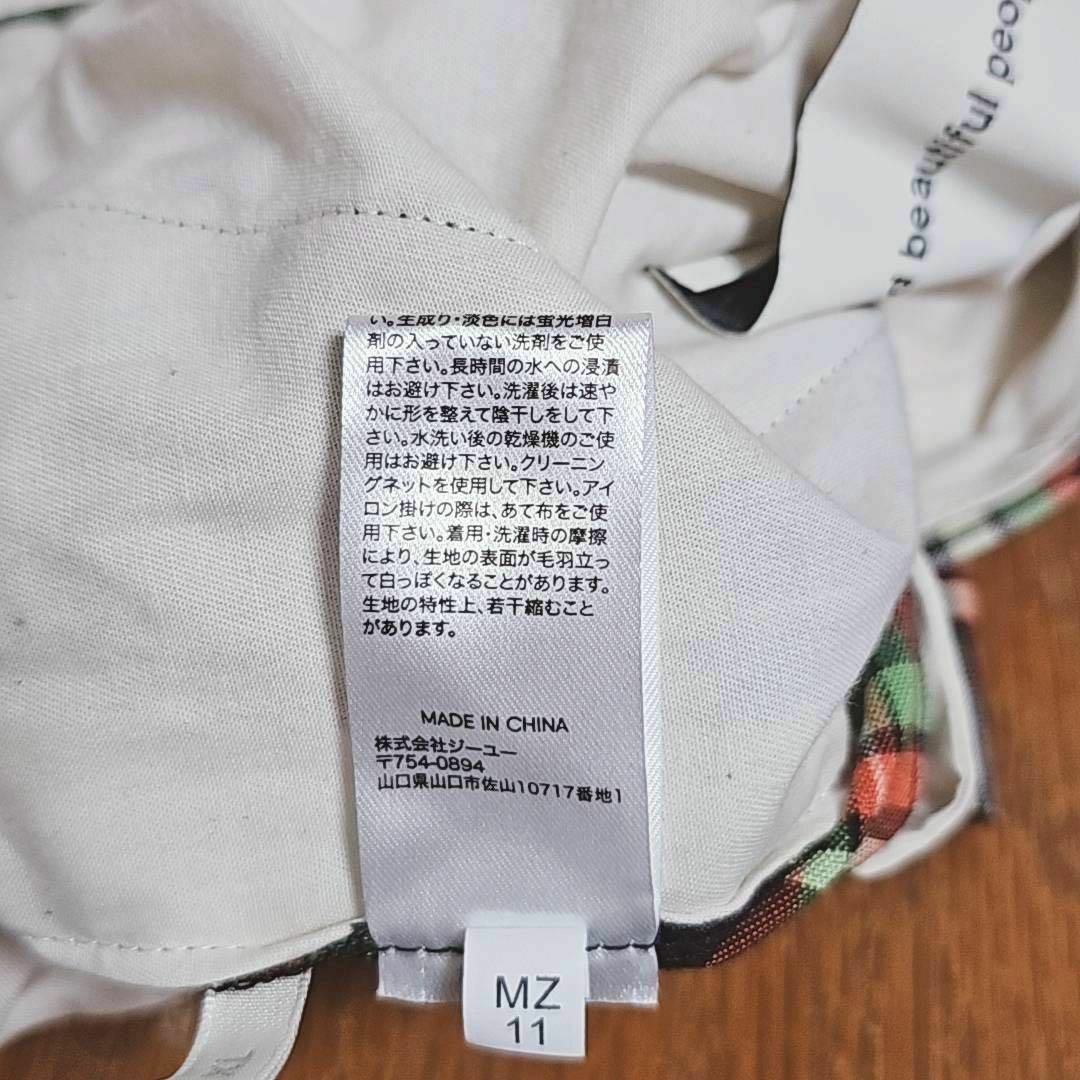 beautiful
い。生成り・淡色には蛍光増白
剤の入っていない洗剤をご使
用下さい。長時間の水への浸漬
はお避け下さい。洗濯後は速や
かに形を整えて陰干しをして下
さい。水洗い後の乾燥機のご使
用はお避け下さい。クリーニン
グネットを使用して下さい。アイ
ロン掛けの際は、あて布をご使
用下さい。着用・洗濯時の摩擦
により、生地の表面が毛羽立っ
て白っぽくなることがあります。
生地の特性上、若干縮むこと
があります。
MADE IN CHINA
株式会社ジーユー
〒754-0894
山口県山口市佐山10717番地1
MZ
11